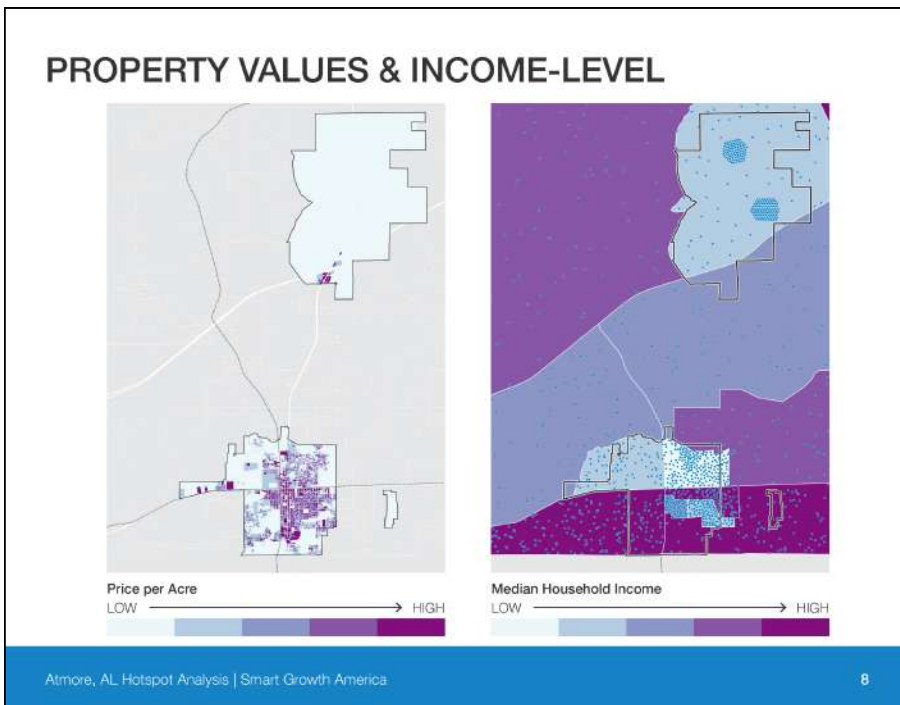 PROPERTY VALUES & INCOME-LEVEL
Price per Acre
LOW HIGH
Median Household Income
LOW HIGH
Atmore, AL Hotspot Analysis | Smart Growth America
8